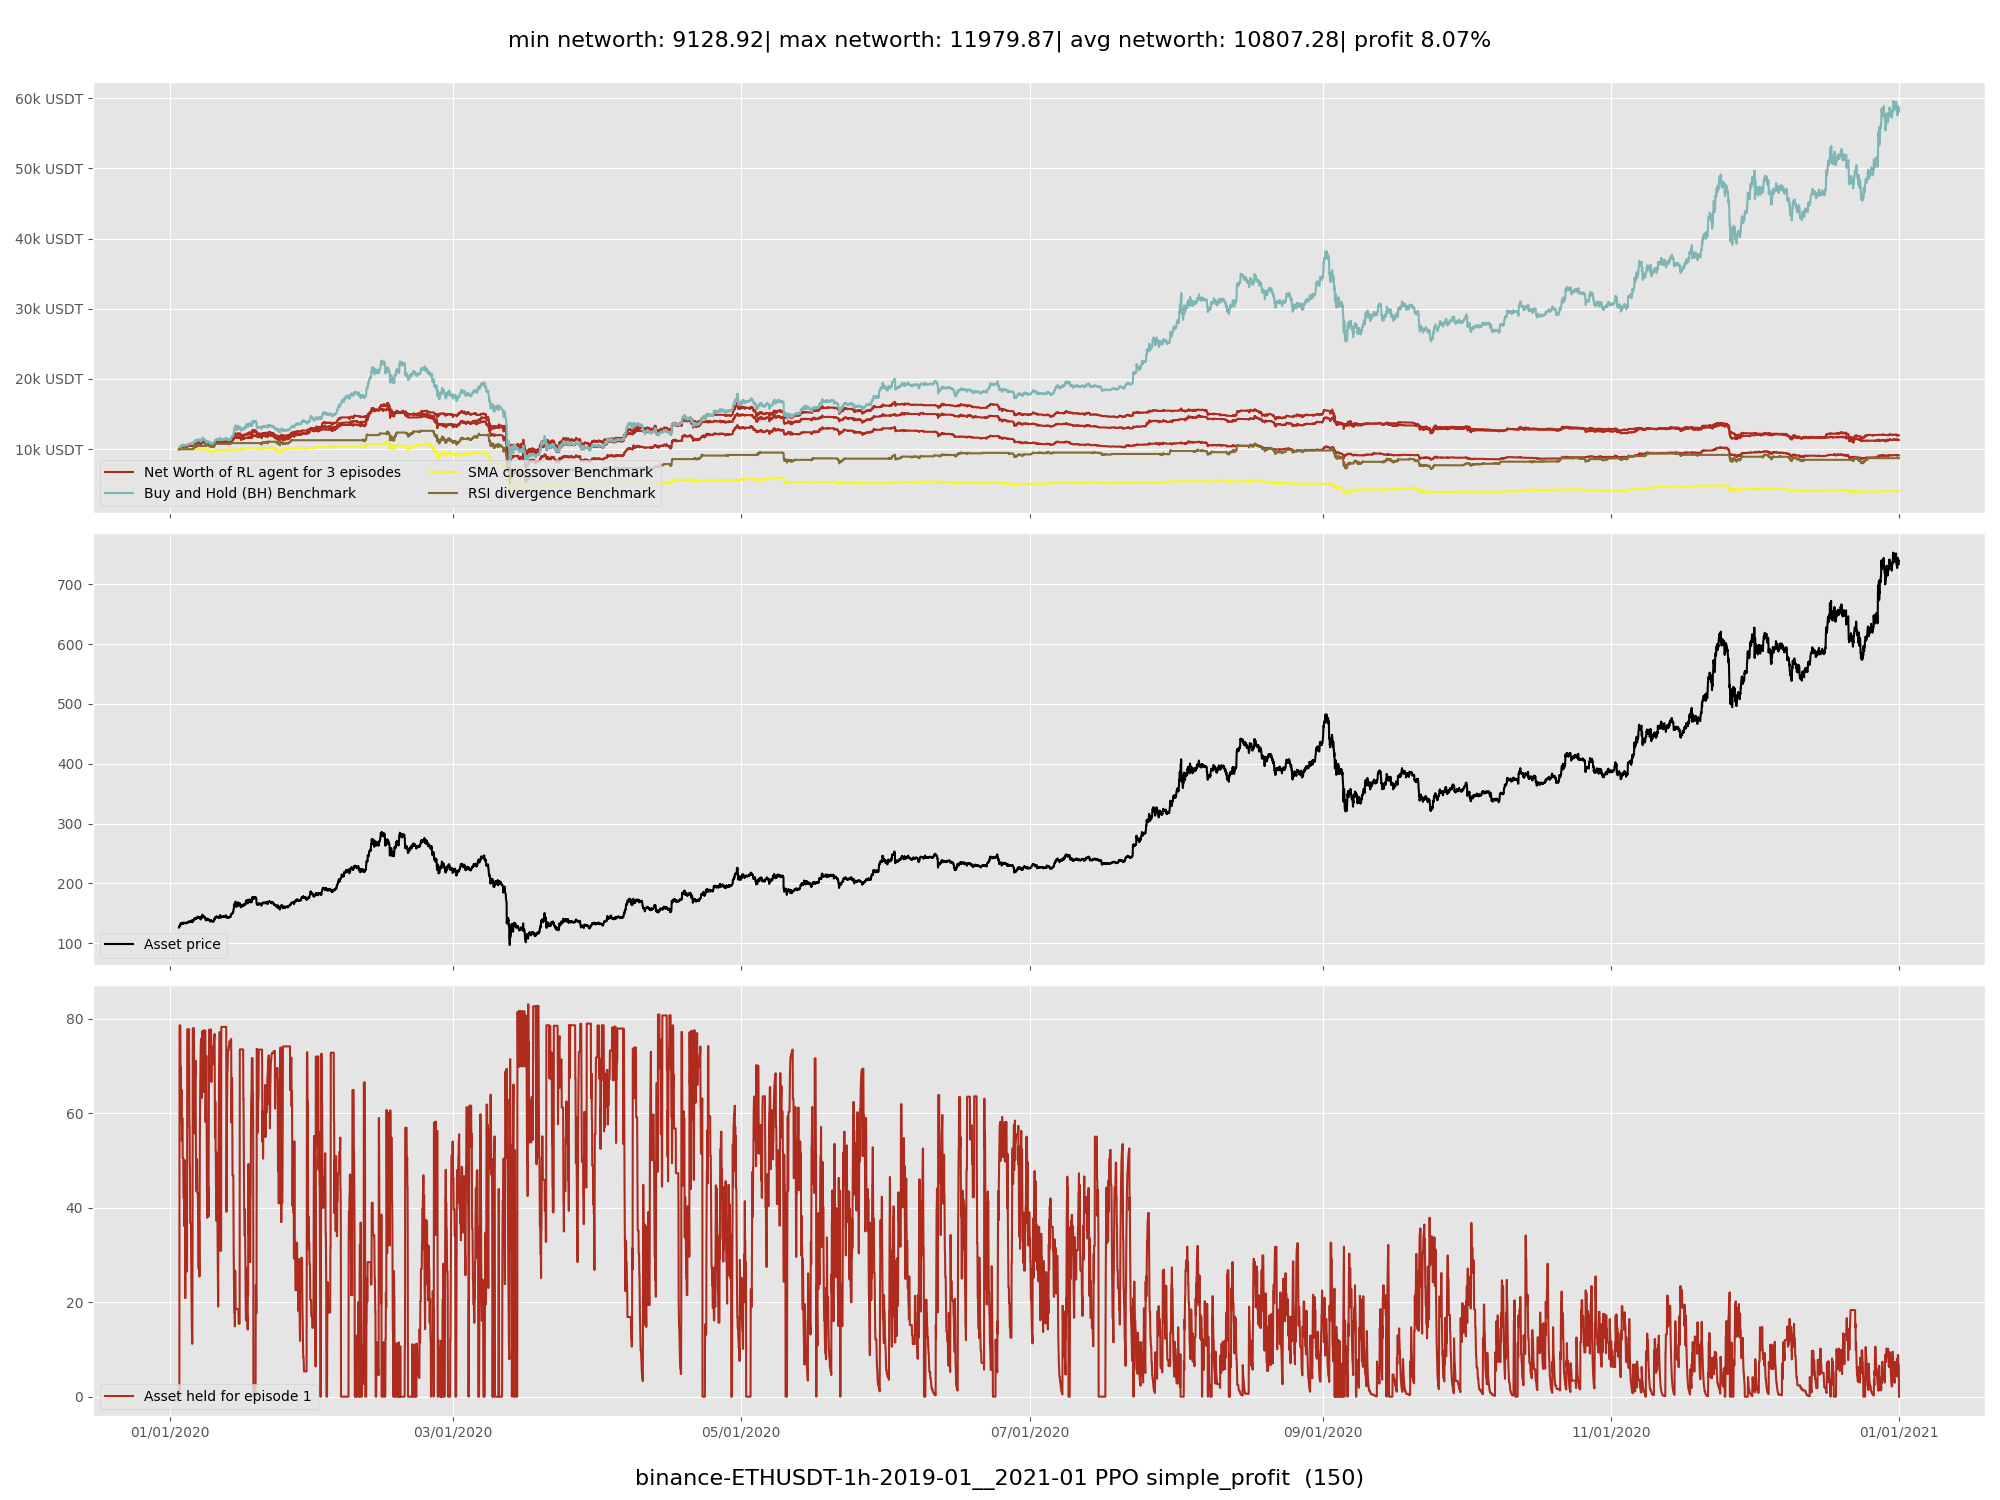 min networth: 9128.92| max networth: 11979.87| avg networth: 10807.28| profit 8.07%
60k USDT
50k USDT
40k USDT
30k USDT
20k USDT
10k USDT
Net Worth of RL agent for 3 episodes
Buy and Hold (BH) Benchmark
SMA crossover Benchmark
RSI divergence Benchmark
700
600
500
400
300
200
100
Asset price
80
60
40
20
0
Asset held for episode 1
01/01/2020
03/01/2020
05/01/2020
07/01/2020
09/01/2020
11/01/2020
01/01/2021
binance-ETHUSDT-1h-2019-01__2021-01 PPO simple_profit (150)